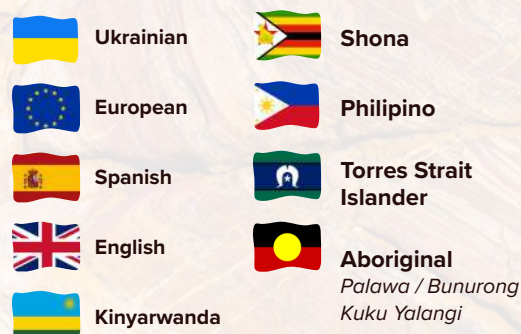 Ukrainian
European
Spanish
English
Kinyarwanda
Shona
Philipino
Torres Strait
Islander
Aboriginal
Palawa / Bunurong
Kuku Yalangi